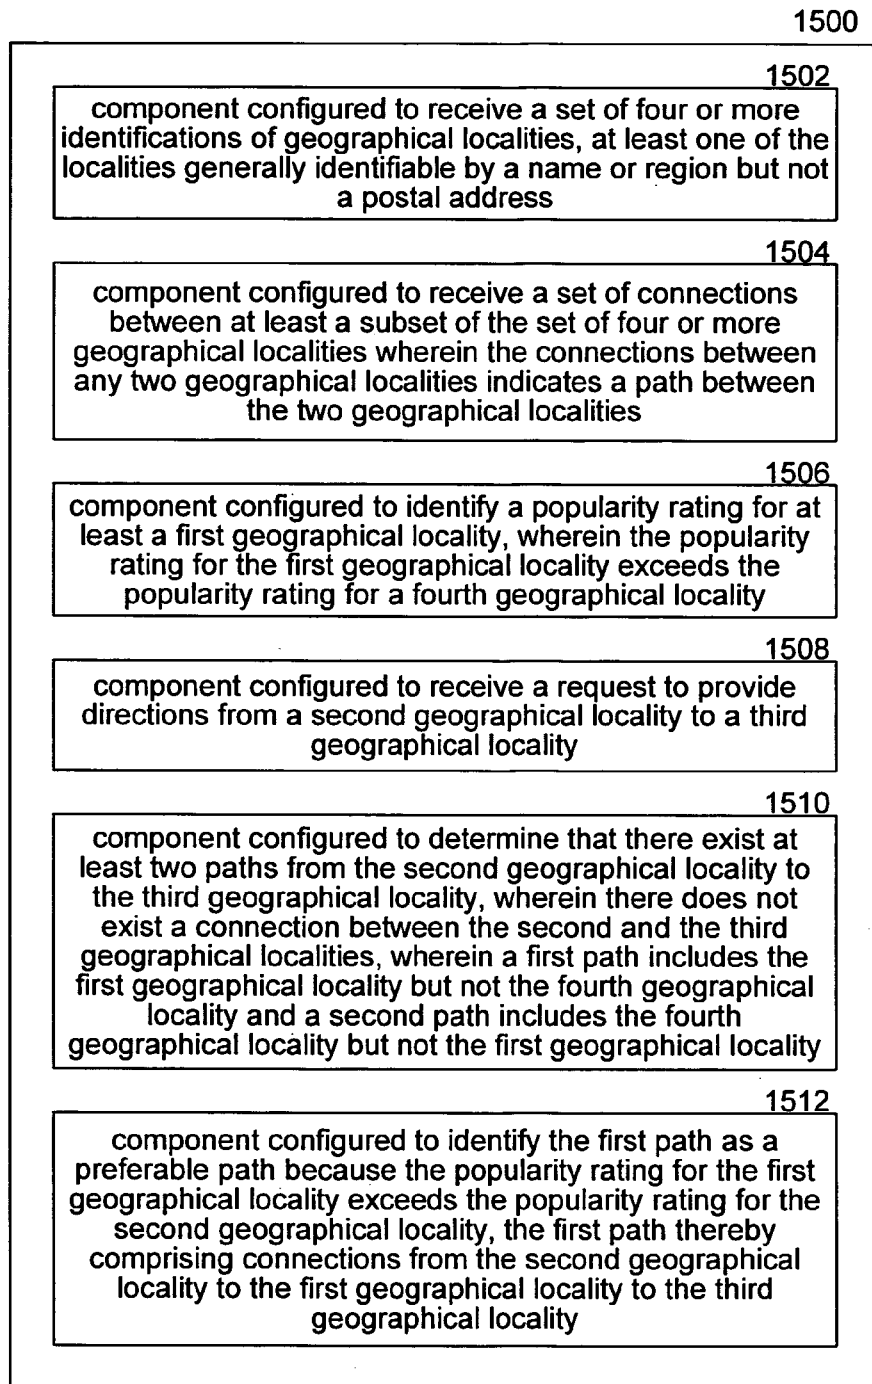 1500
1502
component configured to receive a set of four or more
identifications of geographical localities, at least one of the
localities generally identifiable by a name or region but not
a postal address
1504
component configured to receive a set of connections
between at least a subset of the set of four or more
geographical localities wherein the connections between
any two geographical localities indicates a path between
the two geographical localities
1506
component configured to identify a popularity rating for at
least a first geographical locality, wherein the popularity
rating for the first geographical locality exceeds the
popularity rating for a fourth geographical locality
1508
component configured to receive a request to provide
directions from a second geographical locality to a third
geographical locality
1510
component configured to determine that there exist at
least two paths from the second geographical locality to
the third geographical locality, wherein there does not
exist a connection between the second and the third
geographical localities, wherein a first path includes the
first geographical locality but not the fourth geographical
locality and a second path includes the fourth
geographical locality but not the first geographical locality
1512
component configured to identify the first path as a
preferable path because the popularity rating for the first
geographical locality exceeds the popularity rating for the
second geographical locality, the first path thereby
comprising connections from the second geographical
locality to the first geographical locality to the third
geographical locality